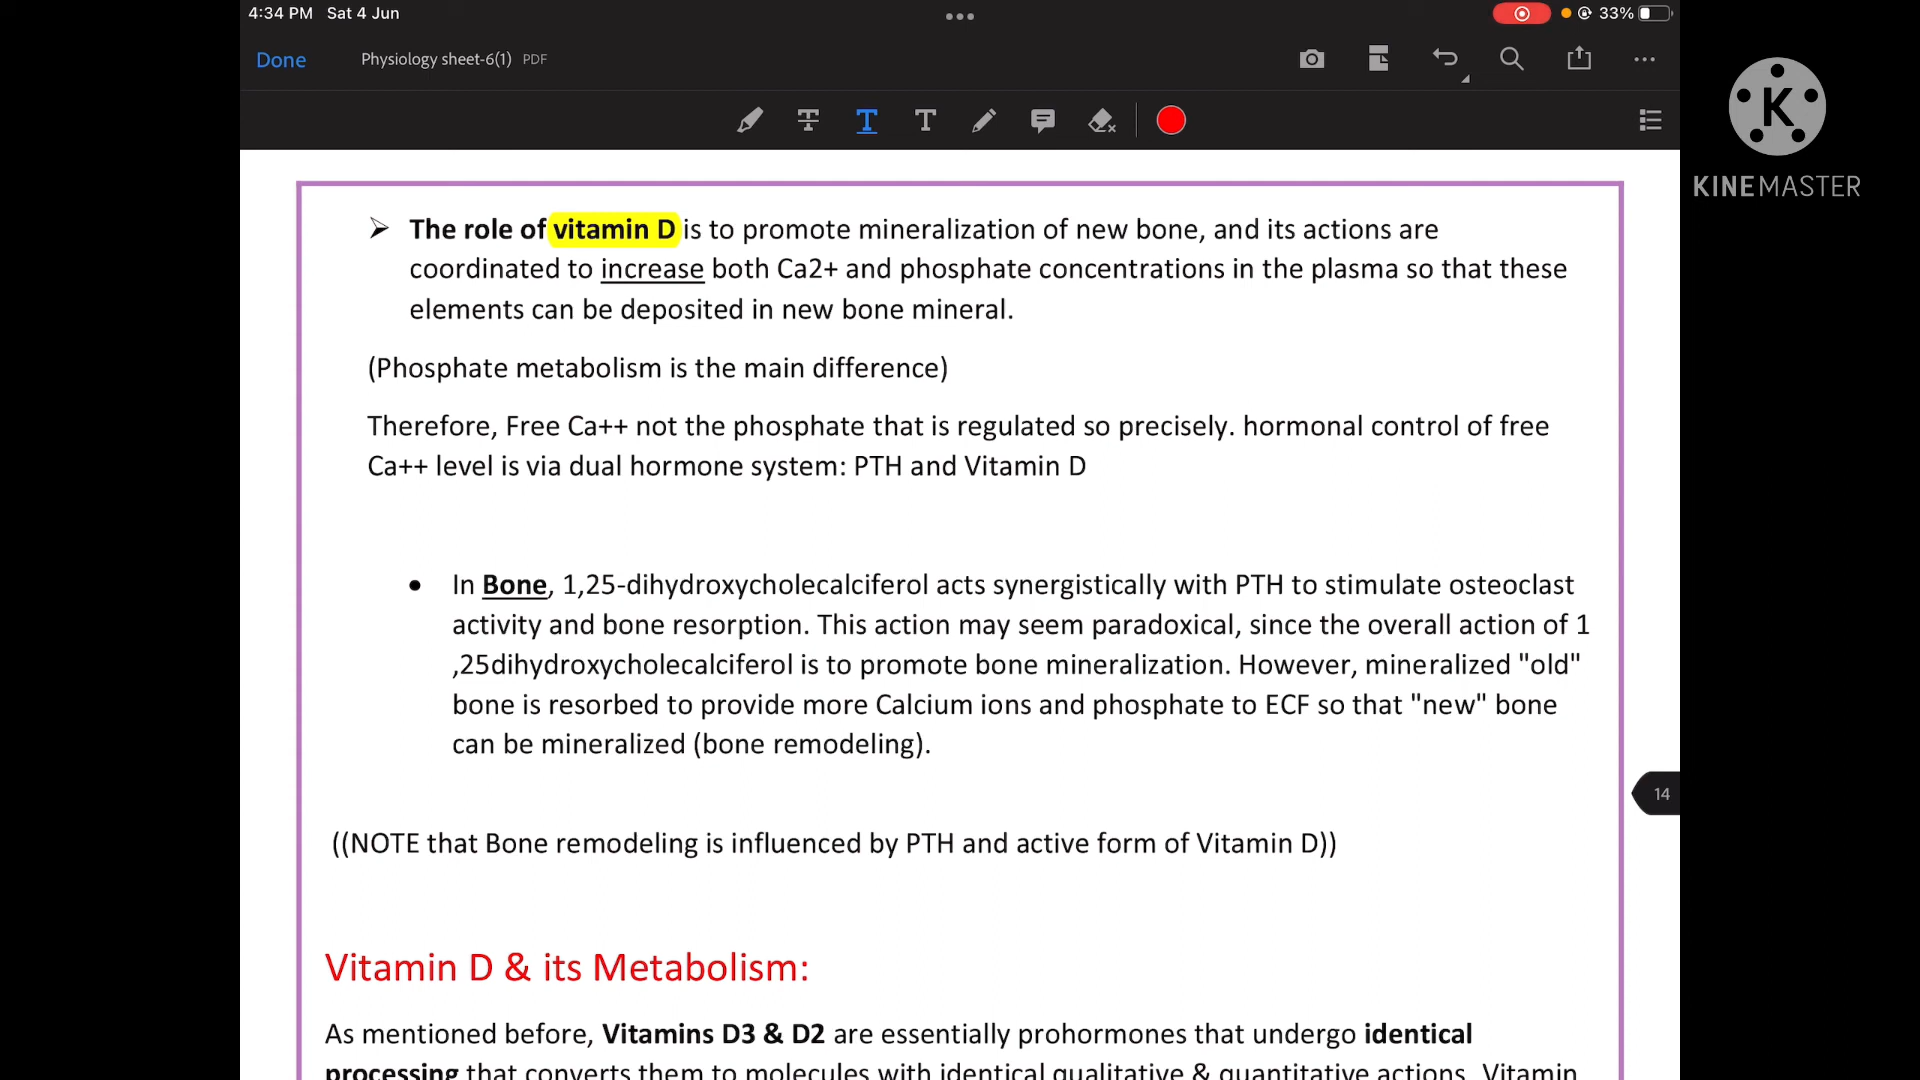 4:34 PM Sat 4 Jun
33%
Done
Physiology sheet-6(1) PDF
K
KINEMASTER
The role of vitamin D is to promote mineralization of new bone, and its actions are
coordinated to increase both Ca2+ and phosphate concentrations in the plasma so that these
elements can be deposited in new bone mineral.
(Phosphate metabolism is the main difference)
Therefore, Free Ca++ not the phosphate that is regulated so precisely. hormonal control of free
Ca++ level is via dual hormone system: PTH and Vitamin D
• In Bone, 1,25-dihydroxycholecalciferol acts synergistically with PTH to stimulate osteoclast
activity and bone resorption. This action may seem paradoxical, since the overall action of 1
,25dihydroxycholecalciferol is to promote bone mineralization. However, mineralized "old"
bone is resorbed to provide more Calcium ions and phosphate to ECF so that "new" bone
can be mineralized (bone remodeling).
14
((NOTE that Bone remodeling is influenced by PTH and active form of Vitamin D))
Vitamin D & its Metabolism:
As mentioned before, Vitamins D3 & D2 are essentially prohormones that undergo identical
processing that converts them to molecules with identical qualitative & quantitative actions. Vitamin